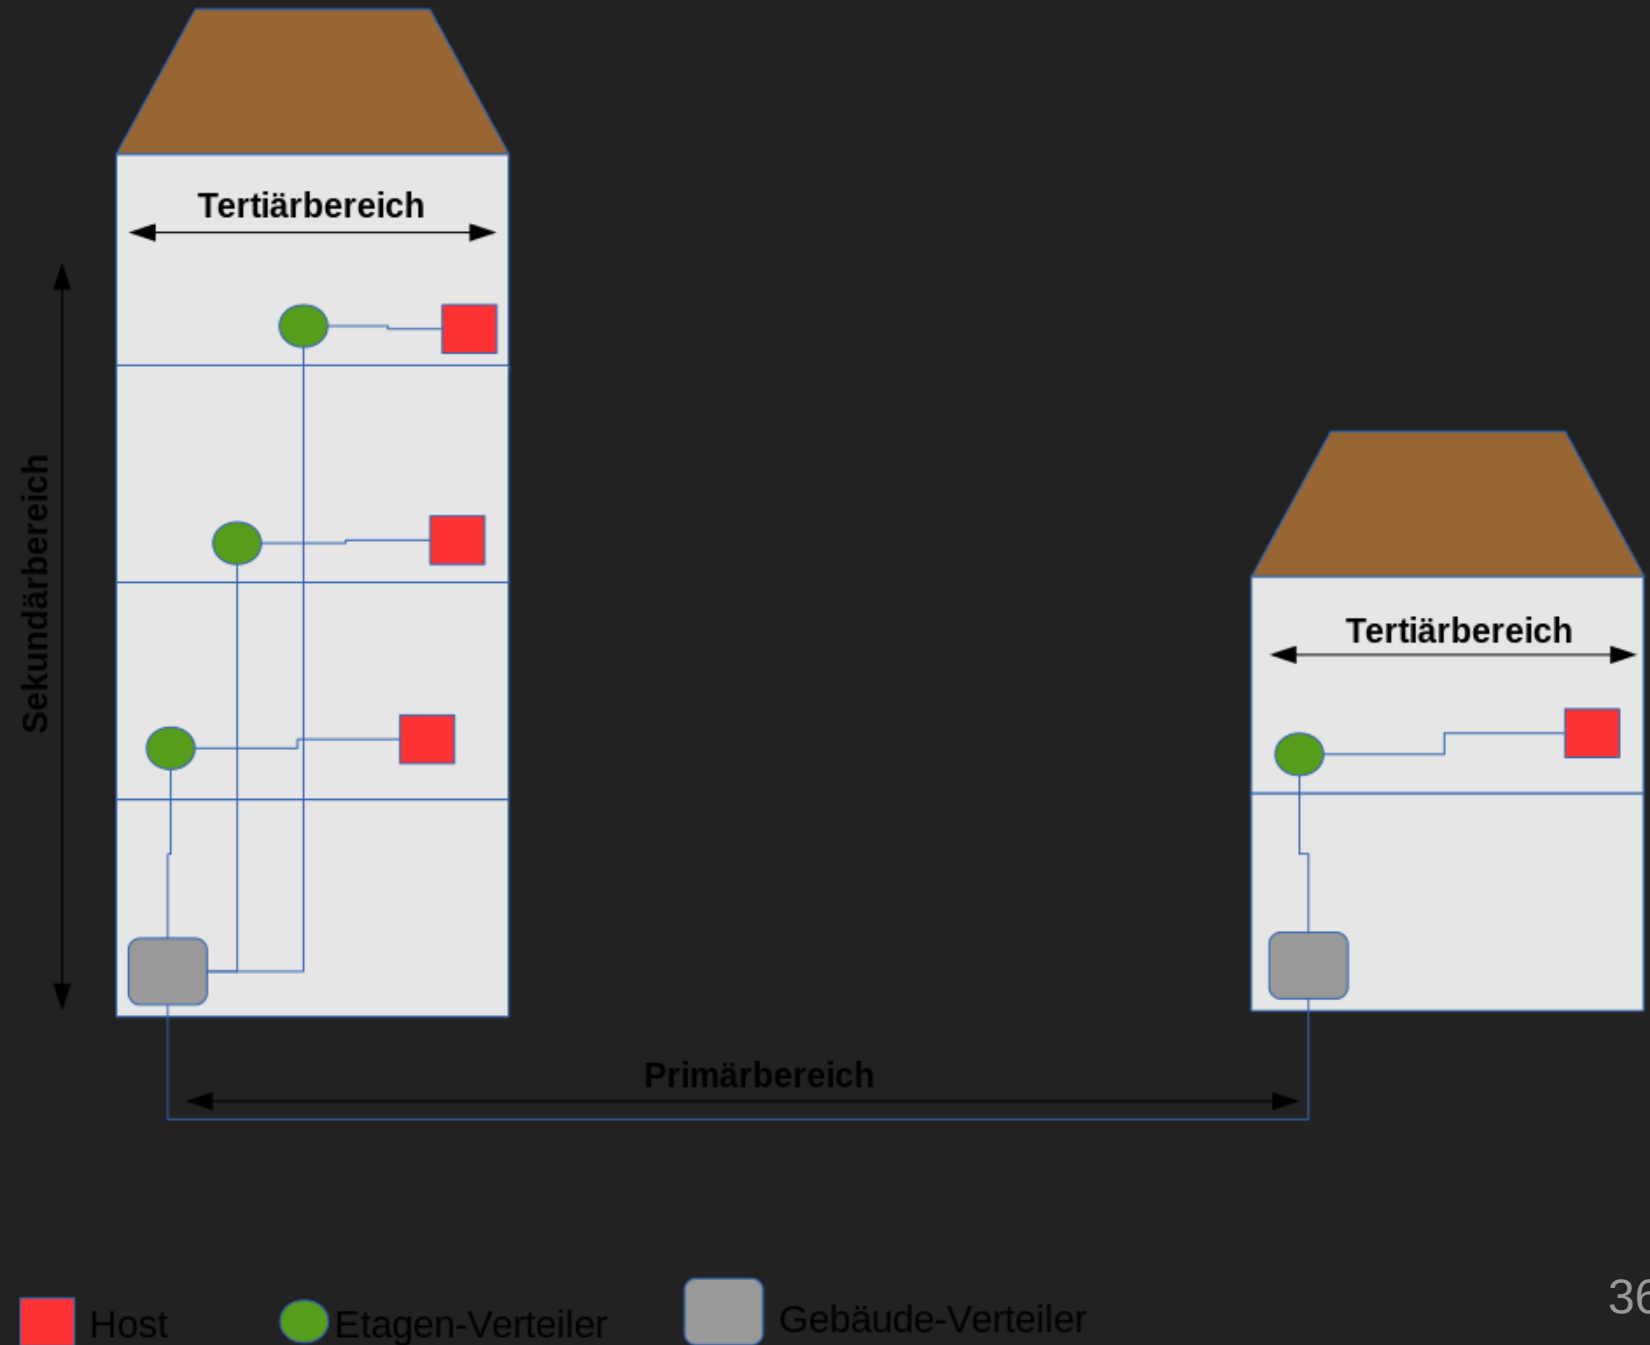 Tertiärbereich
Sekundärbereich
Tertiärbereich
Primärbereich
Host
Etagen-Verteiler
Gebäude-Verteiler
36